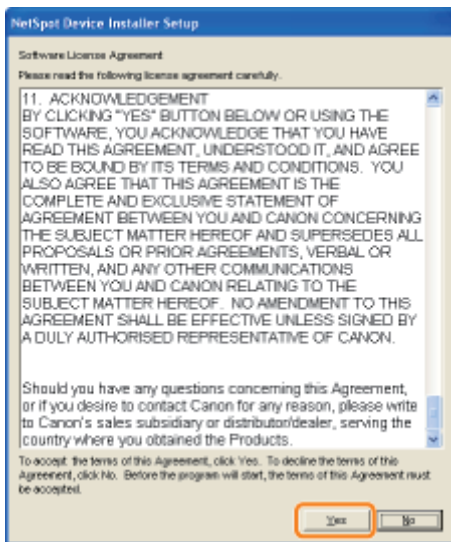 NetSpot Device Installer Setup
Software License Agreement
Please read the following license agreement carefully.
11. ACKNOWLEDGEMENT
BY CLICKING "YES" BUTTON BELOW OR USING THE
SOFTWARE, YOU ACKNOWLEDGE THAT YOU HAVE
READ THIS AGREEMENT, UNDERSTOOD IT, AND AGREE
TO BE BOUND BY ITS TERMS AND CONDITIONS. YOU
ALSO AGREE THAT THIS AGREEMENT IS THE
COMPLETE AND EXCLUSIVE STATEMENT OF
AGREEMENT BETWEEN YOU AND CANON CONCERNING
THE SUBJECT MATTER HEREOF AND SUPERSEDES ALL
PROPOSALS OR PRIOR AGREEMENTS, VERBAL OR
WRITTEN, AND ANY OTHER COMMUNICATIONS
BETWEEN YOU AND CANON RELATING TO THE
SUBJECT MATTER HEREOF. NO AMENDMENT TO THIS
AGREEMENT SHALL BE EFFECTIVE UNLESS SIGNED BY
A DULY AUTHORISED REPRESENTATIVE OF CANON.
Should you have any questions concerning this Agreement,
or if you desire to contact Canon for any reason, please write
to Canon's sales subsidiary or distributor/dealer, serving the
country where you obtained the Products.
To accept the terms of this Agreement, click Yes. To decline the terms of this
Agreement, click No. Before the program will start, the terms of this Agreement must
be accepted.
Yes No